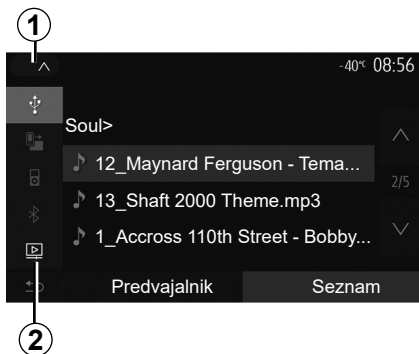 1
-40°C 08:56
Soul>
12_Maynard Ferguson - Tema...
2/5
13_Shaft 2000 Theme.mp3
1_Accross 110th Street - Bobby...
Predvajalnik Seznam
2